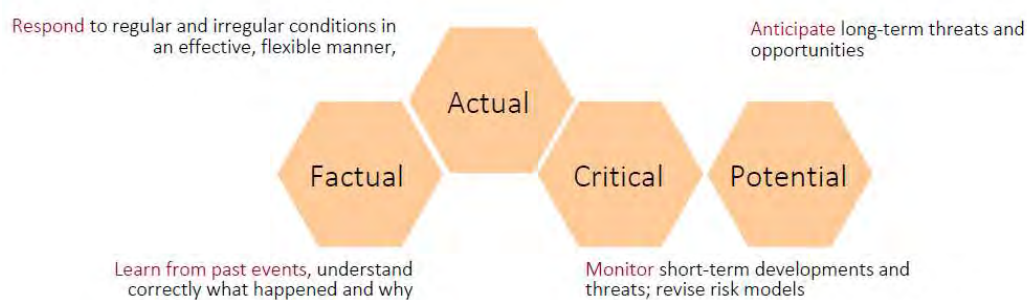 Respond to regular and irregular conditions in
an effective, flexible manner,
Anticipate long-term threats and
opportunities
Actual
Factual
Critical
Potential
Learn from past events, understand
correctly what happened and why
Monitor short-term developments and
threats; revise risk models